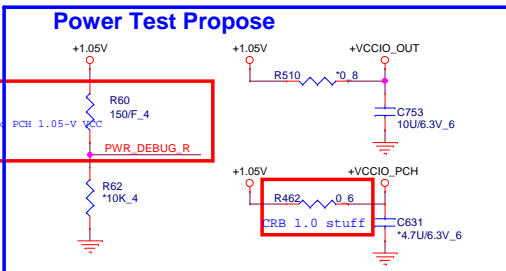 Power Test Propose
+1.05V
+1.05V
+VCCIO_OUT
R510
*0_8
R60
150/F_4
C753
10U/6.3V_6
PCH 1.05-V VCC
PWR_DEBUG_R
+1.05V
+VCCIO_PCH
R62
*10K_4
R462
0_6
CRB 1.0 stuff
C631
*4.7U/6.3V_6